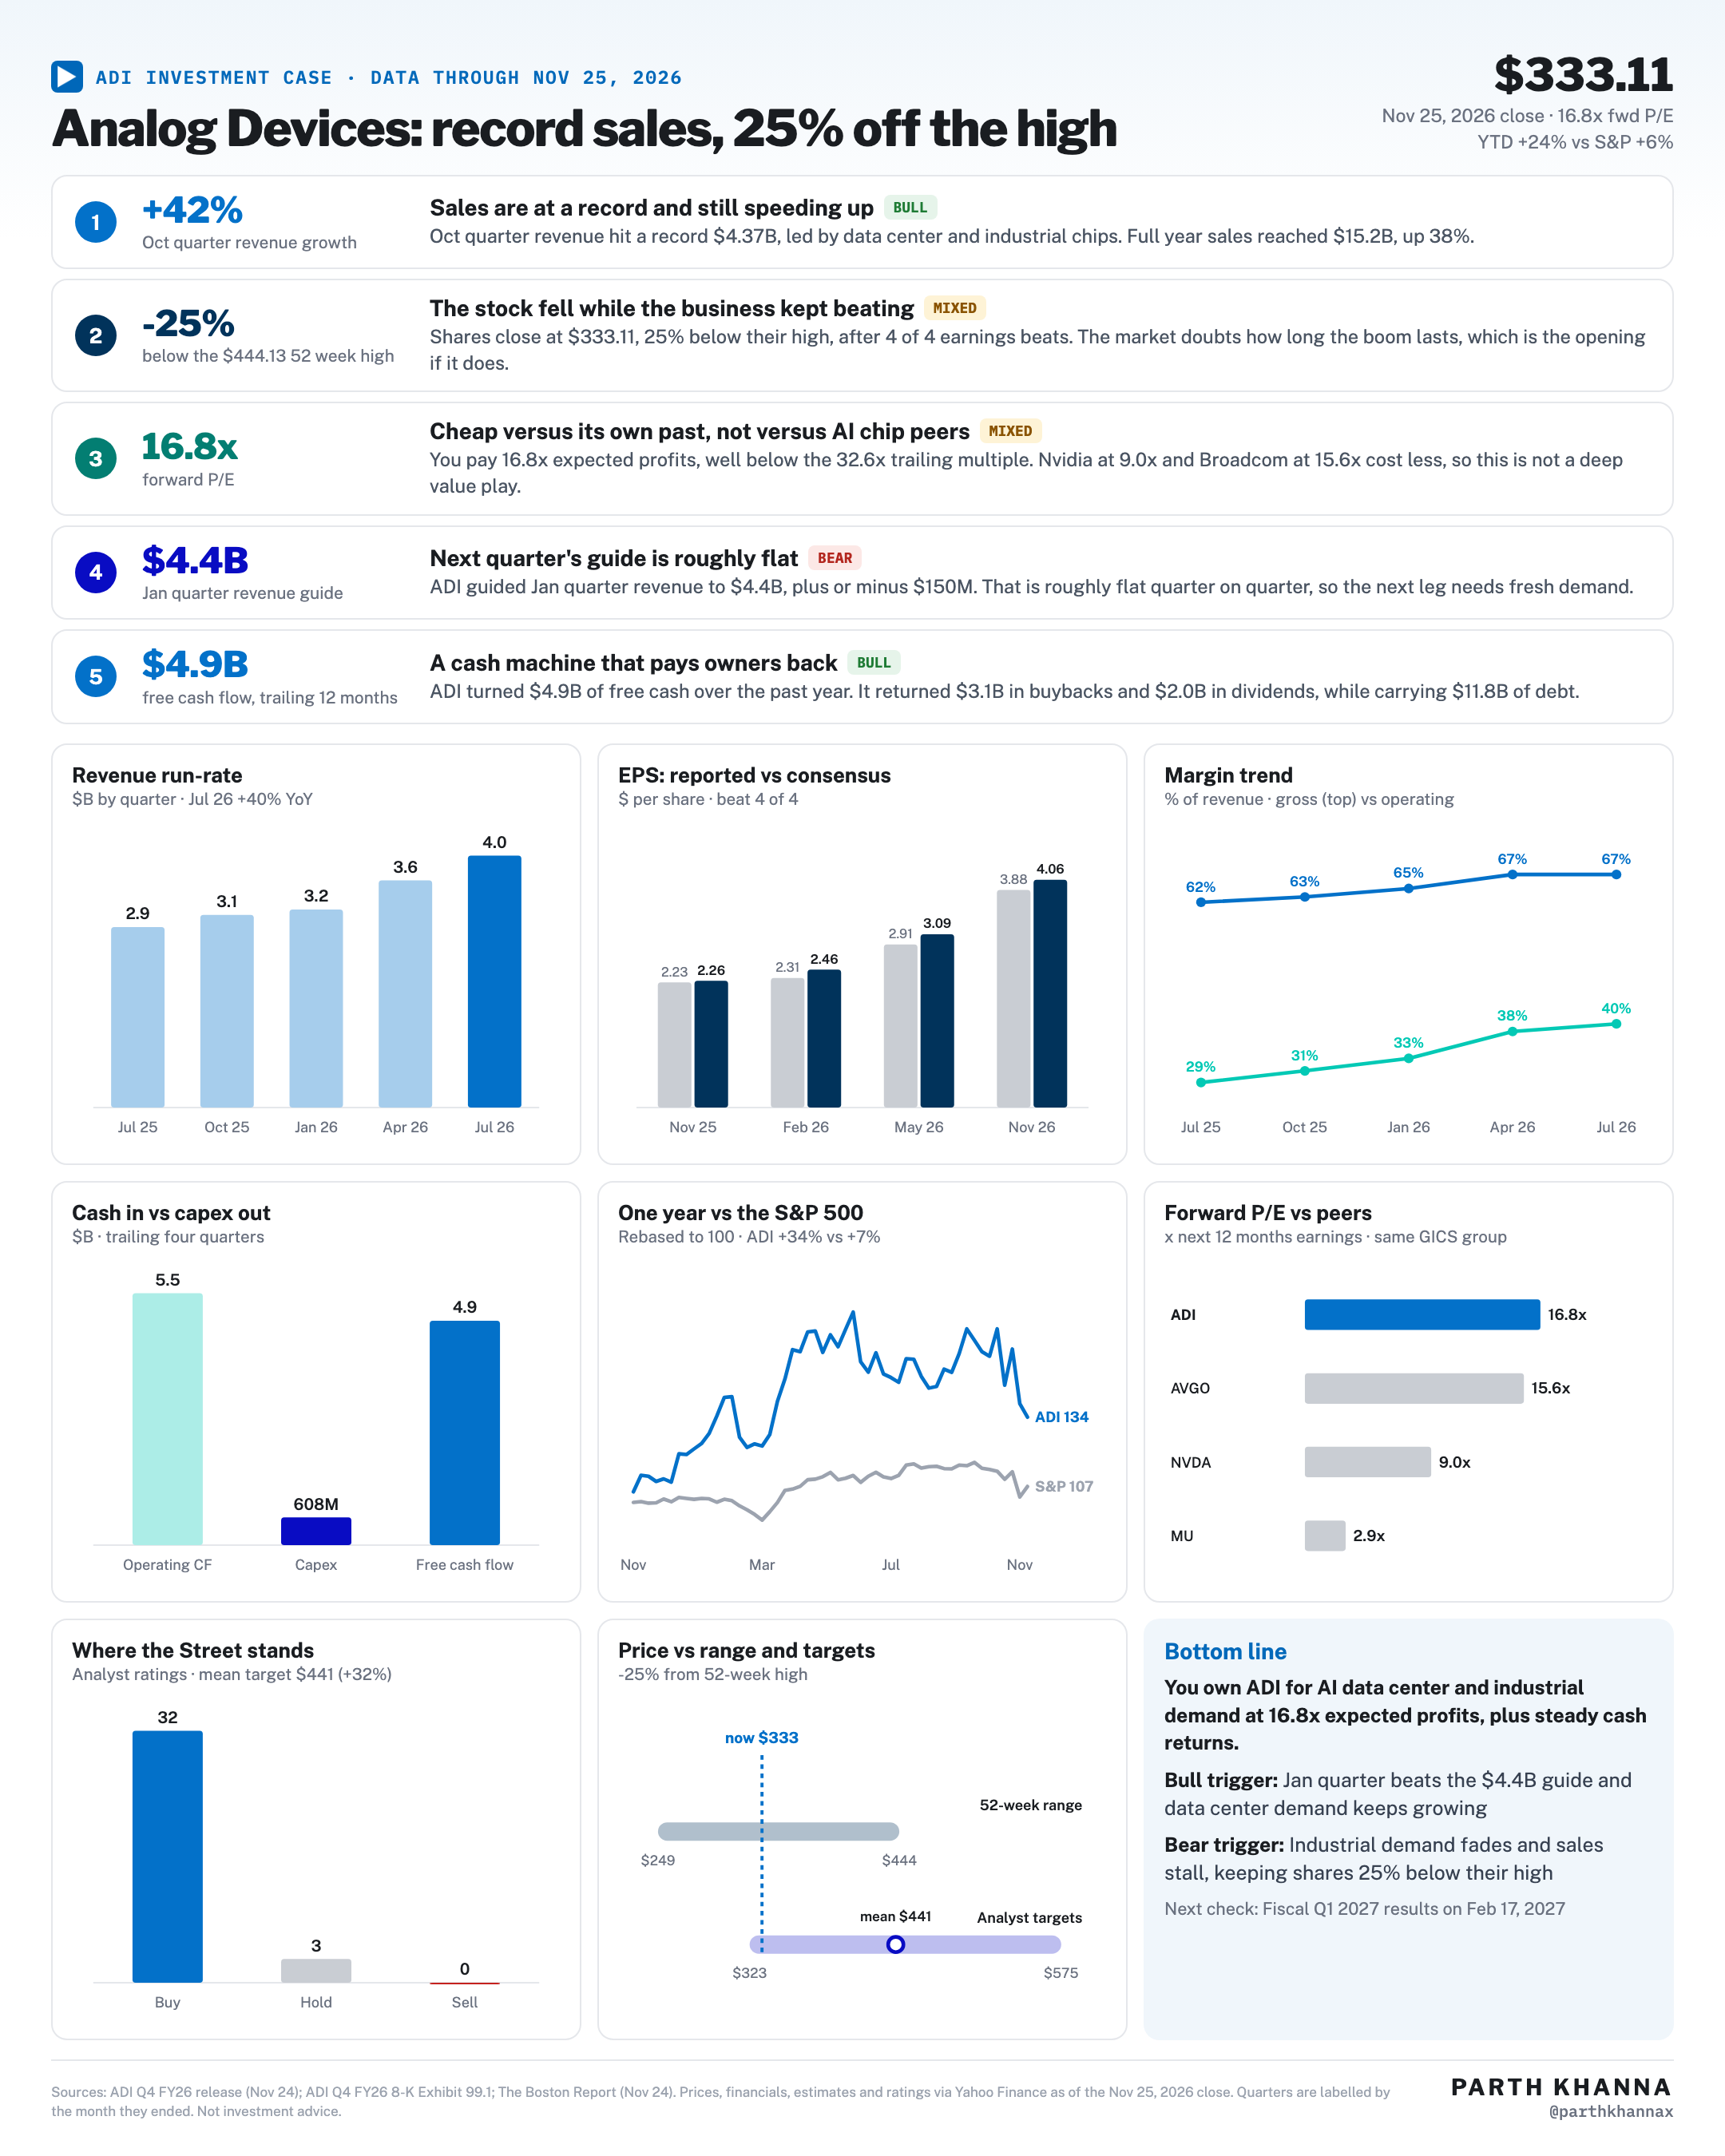 ADI INVESTMENT CASE · DATA THROUGH NOV 25, 2026
Analog Devices: record sales, 25% off the high
$333.11
Nov 25, 2026 close · 16.8x fwd P/E
YTD +24% vs S&P +6%
1
+42%
Oct quarter revenue growth
Sales are at a record and still speeding up BULL
Oct quarter revenue hit a record $4.37B, led by data center and industrial chips. Full year sales reached $15.2B, up 38%.
2
-25%
below the $444.13 52 week high
The stock fell while the business kept beating MIXED
Shares close at $333.11, 25% below their high, after 4 of 4 earnings beats. The market doubts how long the boom lasts, which is the opening
if it does.
3
16.8x
forward P/E
Cheap versus its own past, not versus AI chip peers MIXED
You pay 16.8x expected profits, well below the 32.6x trailing multiple. Nvidia at 9.0x and Broadcom at 15.6x cost less, so this is not a deep
value play.
4
$4.4B
Jan quarter revenue guide
Next quarter's guide is roughly flat BEAR
ADI guided Jan quarter revenue to $4.4B, plus or minus $150M. That is roughly flat quarter on quarter, so the next leg needs fresh demand.
5
$4.9B
free cash flow, trailing 12 months
A cash machine that pays owners back BULL
ADI turned $4.9B of free cash over the past year. It returned $3.1B in buybacks and $2.0B in dividends, while carrying $11.8B of debt.
Revenue run-rate
$B by quarter · Jul 26 +40% YoY
2.9
3.1
3.2
3.6
4.0
Jul 25
Oct 25
Jan 26
Apr 26
Jul 26
EPS: reported vs consensus
$ per share · beat 4 of 4
2.23
2.26
2.31
2.46
2.91
3.09
3.88
4.06
Nov 25
Feb 26
May 26
Nov 26
Margin trend
% of revenue · gross (top) vs operating
62%
63%
65%
67%
67%
29%
31%
33%
38%
40%
Jul 25
Oct 25
Jan 26
Apr 26
Jul 26
Cash in vs capex out
$B · trailing four quarters
5.5
608M
4.9
Operating CF
Capex
Free cash flow
One year vs the S&P 500
Rebased to 100 · ADI +34% vs +7%
ADI 134
S&P 107
Nov
Mar
Jul
Nov
Forward P/E vs peers
x next 12 months earnings · same GICS group
ADI
16.8x
AVGO
15.6x
NVDA
9.0x
MU
2.9x
Where the Street stands
Analyst ratings · mean target $441 (+32%)
32
3
0
Buy
Hold
Sell
Price vs range and targets
-25% from 52-week high
now $333
52-week range
$249
$444
mean $441
Analyst targets
$323
$575
Bottom line
You own ADI for AI data center and industrial
demand at 16.8x expected profits, plus steady cash
returns.
Bull trigger: Jan quarter beats the $4.4B guide and
data center demand keeps growing
Bear trigger: Industrial demand fades and sales
stall, keeping shares 25% below their high
Next check: Fiscal Q1 2027 results on Feb 17, 2027
Sources: ADI Q4 FY26 release (Nov 24); ADI Q4 FY26 8-K Exhibit 99.1; The Boston Report (Nov 24). Prices, financials, estimates and ratings via Yahoo Finance as of the Nov 25, 2026 close. Quarters are labelled by
the month they ended. Not investment advice.
PARTH KHANNA
@parthkhannax